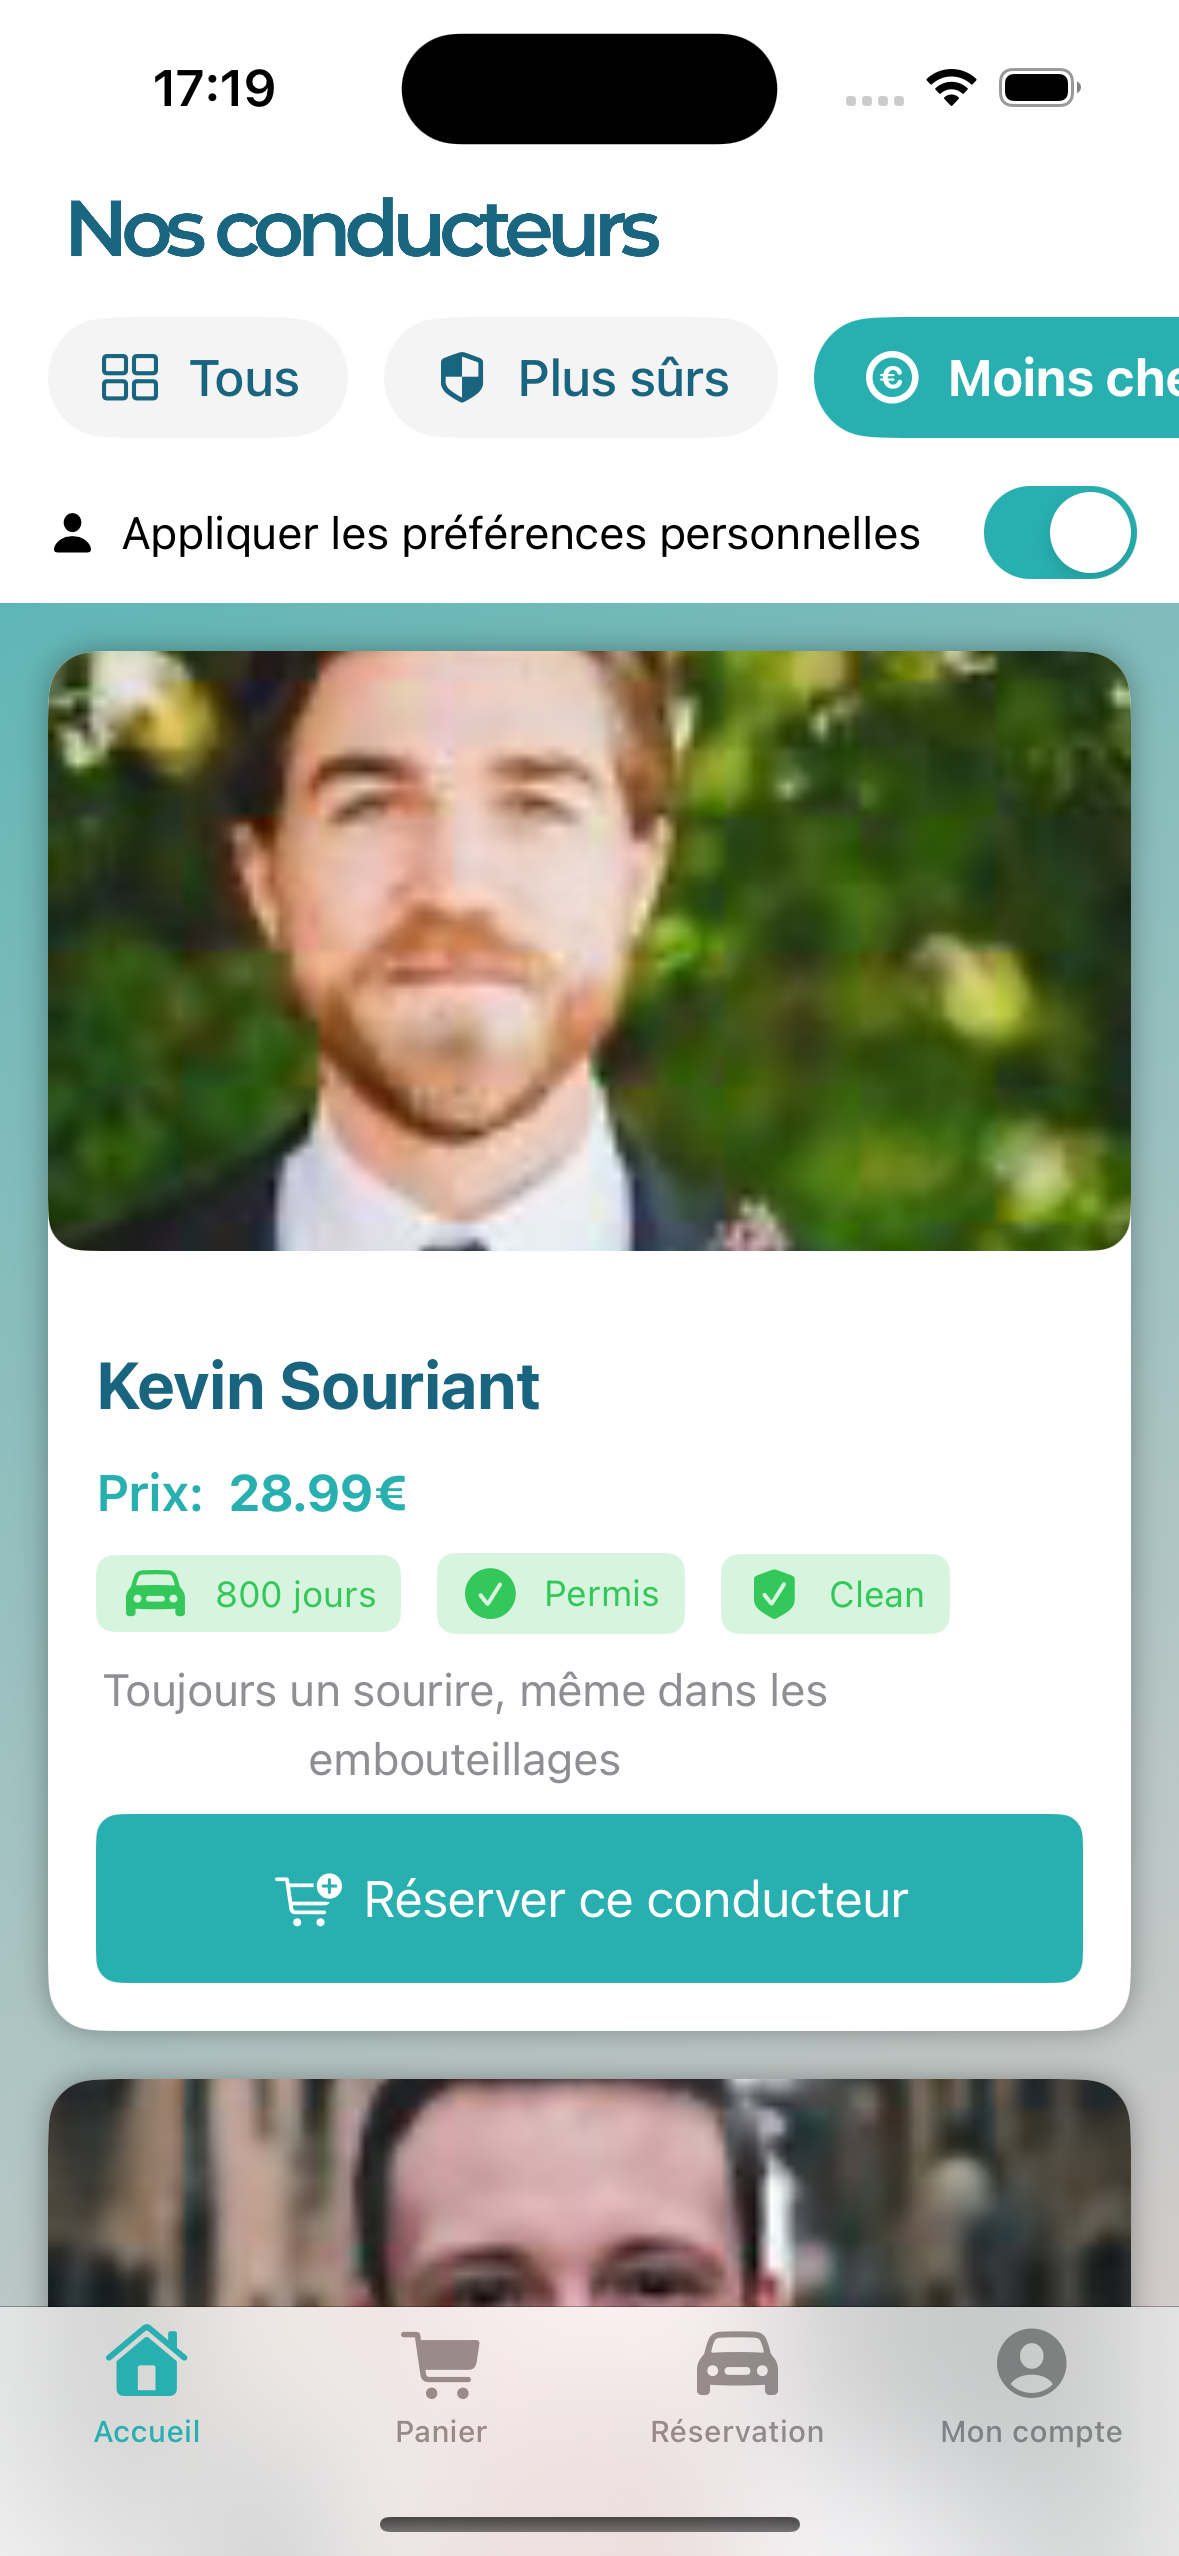 17:19
Nos conducteurs
Tous
Plus sûrs
Moins che
Appliquer les préférences personnelles
Kevin Souriant
Prix: 28.99€
800 jours
Permis
Clean
Toujours un sourire, même dans les
embouteillages
Réserver ce conducteur
Accueil
Panier
Réservation
Mon compte